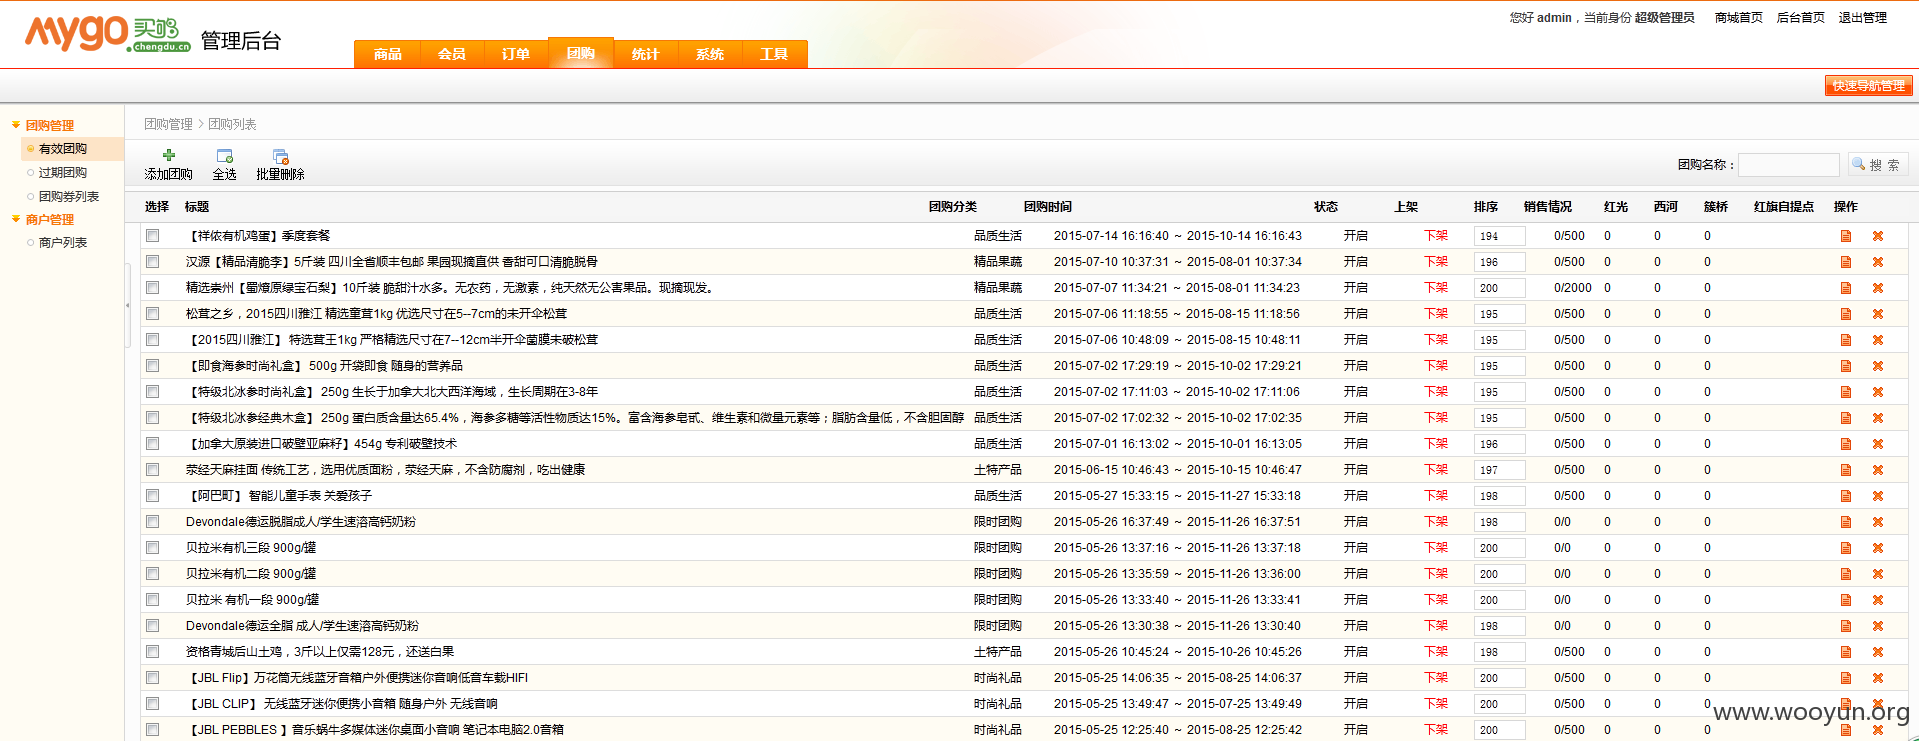 mygo 买够 .chengdu.cn 管理后台
您好 admin，当前身份 超级管理员 商城首页 后台首页 退出管理
商品 会员 订单 团购 统计 系统 工具
快速导航管理
团购管理
有效团购
过期团购
团购券列表
商户管理
商户列表
团购管理 > 团购列表
添加团购 全选 批量删除
团购名称： 搜 索
选择 标题 团购分类 团购时间 状态 上架 排序 销售情况 红光 西河 簇桥 红旗自提点 操作
【祥侬有机鸡蛋】季度套餐 品质生活 2015-07-14 16:16:40 ~ 2015-10-14 16:16:43 开启 下架 194 0/500 0 0 0
汉源【精品清脆李】5斤装 四川全省顺丰包邮 果园现摘直供 香甜可口清脆脱骨 精品果蔬 2015-07-10 10:37:31 ~ 2015-08-01 10:37:34 开启 下架 196 0/500 0 0 0
精选崇州【蜀燎原绿宝石梨】10斤装 脆甜汁水多。无农药，无激素，纯天然无公害果品。现摘现发。 精品果蔬 2015-07-07 11:34:21 ~ 2015-08-01 11:34:23 开启 下架 200 0/2000 0 0 0
松茸之乡，2015四川雅江 精选童茸1kg 优选尺寸在5--7cm的未开伞松茸 品质生活 2015-07-06 11:18:55 ~ 2015-08-15 11:18:56 开启 下架 195 0/500 0 0 0
【2015四川雅江】 特选茸王1kg 严格精选尺寸在7--12cm半开伞菌膜未破松茸 品质生活 2015-07-06 10:48:09 ~ 2015-08-15 10:48:11 开启 下架 195 0/500 0 0 0
【即食海参时尚礼盒】 500g 开袋即食 随身的营养品 品质生活 2015-07-02 17:29:19 ~ 2015-10-02 17:29:21 开启 下架 195 0/500 0 0 0
【特级北冰参时尚礼盒】 250g 生长于加拿大北大西洋海域，生长周期在3-8年 品质生活 2015-07-02 17:11:03 ~ 2015-10-02 17:11:06 开启 下架 195 0/500 0 0 0
【特级北冰参经典木盒】 250g 蛋白质含量达65.4%，海参多糖等活性物质达15%。富含海参皂甙、维生素和微量元素等；脂肪含量低，不含胆固醇 品质生活 2015-07-02 17:02:32 ~ 2015-10-02 17:02:35 开启 下架 195 0/500 0 0 0
【加拿大原装进口破壁亚麻籽】454g 专利破壁技术 品质生活 2015-07-01 16:13:02 ~ 2015-10-01 16:13:05 开启 下架 196 0/500 0 0 0
荥经天麻挂面 传统工艺，选用优质面粉，荥经天麻，不含防腐剂，吃出健康 土特产品 2015-06-15 10:46:43 ~ 2015-10-15 10:46:47 开启 下架 197 0/500 0 0 0
【阿巴町】 智能儿童手表 关爱孩子 品质生活 2015-05-27 15:33:15 ~ 2015-11-27 15:33:18 开启 下架 198 0/500 0 0 0
Devondale德运脱脂成人/学生速溶高钙奶粉 限时团购 2015-05-26 16:37:49 ~ 2015-11-26 16:37:51 开启 下架 198 0/0 0 0 0
贝拉米有机三段 900g/罐 限时团购 2015-05-26 13:37:16 ~ 2015-11-26 13:37:18 开启 下架 200 0/0 0 0 0
贝拉米有机二段 900g/罐 限时团购 2015-05-26 13:35:59 ~ 2015-11-26 13:36:00 开启 下架 200 0/0 0 0 0
贝拉米 有机一段 900g/罐 限时团购 2015-05-26 13:33:40 ~ 2015-11-26 13:33:41 开启 下架 200 0/0 0 0 0
Devondale德运全脂 成人/学生速溶高钙奶粉 限时团购 2015-05-26 13:30:38 ~ 2015-11-26 13:30:40 开启 下架 198 0/0 0 0 0
资格青城后山土鸡，3斤以上仅需128元，还送白果 土特产品 2015-05-26 10:45:24 ~ 2015-10-26 10:45:26 开启 下架 198 0/500 0 0 0
【JBL Flip】万花筒无线蓝牙音箱户外便携迷你音响低音车载HIFI 时尚礼品 2015-05-25 14:06:35 ~ 2015-08-25 14:06:37 开启 下架 200 0/500 0 0 0
【JBL CLIP】 无线蓝牙迷你便携小音箱 随身户外 无线音响 时尚礼品 2015-05-25 13:49:47 ~ 2015-07-25 13:49:49 开启 下架 200 0/500 0 0 0
【JBL PEBBLES 】音乐蜗牛多媒体迷你桌面小音响 笔记本电脑2.0音箱 时尚礼品 2015-05-25 12:25:40 ~ 2015-08-25 12:25:42 开启 下架 200 0/500 0 0 0
www.wooyun.org